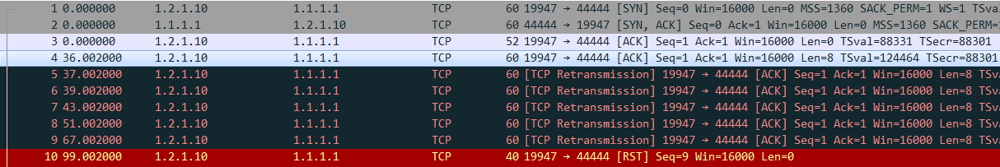 1 0.000000 1.2.1.10 1.1.1.1 TCP 60 19947 → 44444 [SYN] Seq=0 Win=16000 Len=0 MSS=1360 SACK_PERM=1 WS=1 TSva
2 0.000000 1.1.1.1 1.2.1.10 TCP 60 44444 → 19947 [SYN, ACK] Seq=0 Ack=1 Win=16000 Len=0 MSS=1360 SACK_PERM=
3 0.000000 1.2.1.10 1.1.1.1 TCP 52 19947 → 44444 [ACK] Seq=1 Ack=1 Win=16000 Len=0 TSval=88331 TSecr=88301
4 36.002000 1.2.1.10 1.1.1.1 TCP 60 19947 → 44444 [ACK] Seq=1 Ack=1 Win=16000 Len=8 TSval=124464 TSecr=88301
5 37.002000 1.2.1.10 1.1.1.1 TCP 60 [TCP Retransmission] 19947 → 44444 [ACK] Seq=1 Ack=1 Win=16000 Len=8 TSva
6 39.002000 1.2.1.10 1.1.1.1 TCP 60 [TCP Retransmission] 19947 → 44444 [ACK] Seq=1 Ack=1 Win=16000 Len=8 TSva
7 43.002000 1.2.1.10 1.1.1.1 TCP 60 [TCP Retransmission] 19947 → 44444 [ACK] Seq=1 Ack=1 Win=16000 Len=8 TSva
8 51.002000 1.2.1.10 1.1.1.1 TCP 60 [TCP Retransmission] 19947 → 44444 [ACK] Seq=1 Ack=1 Win=16000 Len=8 TSva
9 67.002000 1.2.1.10 1.1.1.1 TCP 60 [TCP Retransmission] 19947 → 44444 [ACK] Seq=1 Ack=1 Win=16000 Len=8 TSva
10 99.002000 1.2.1.10 1.1.1.1 TCP 40 19947 → 44444 [RST] Seq=9 Win=16000 Len=0